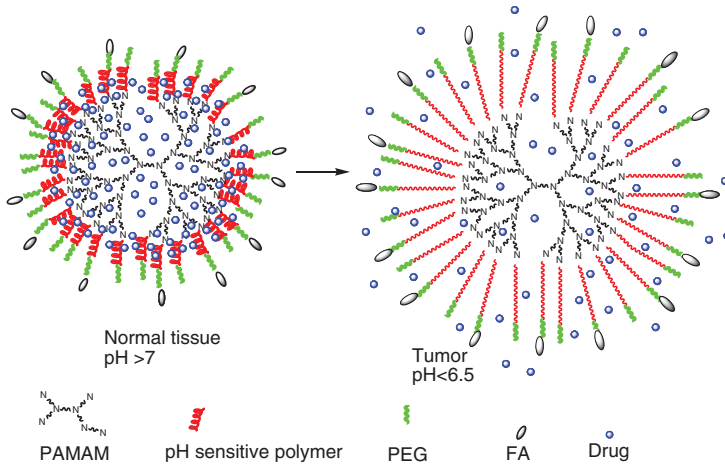 Normal tissue
pH >7
Tumor
pH<6.5
PAMAM
pH sensitive polymer
PEG
FA
Drug